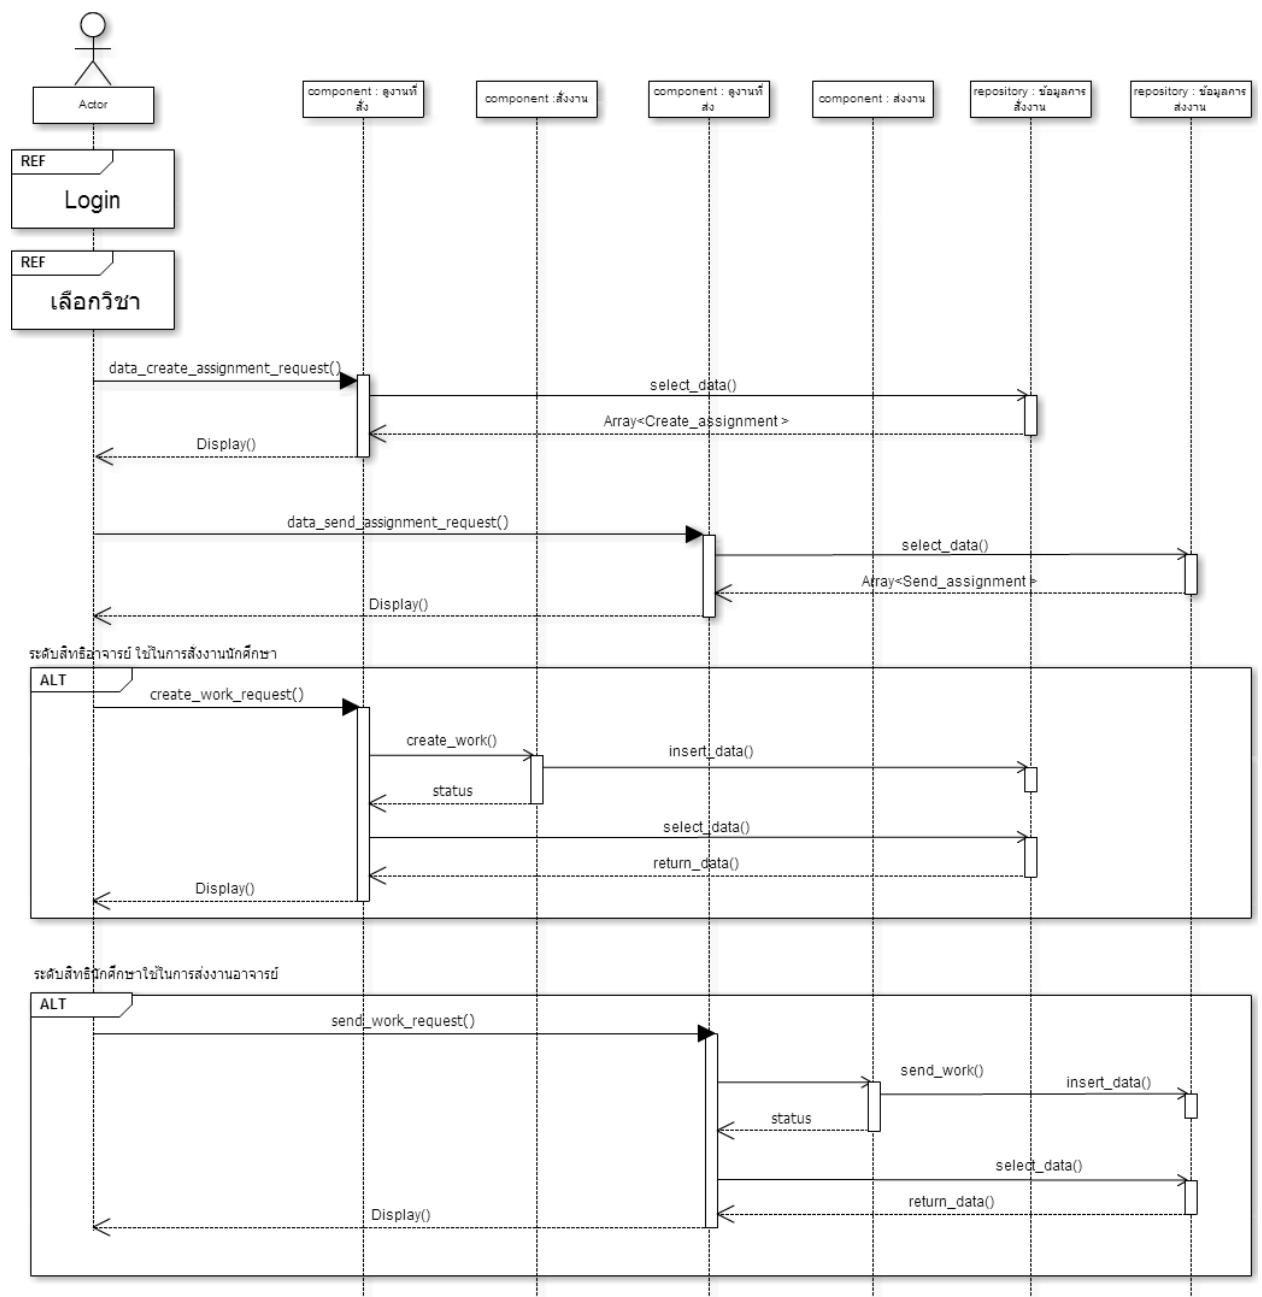 Actor
component : ดูงานที่
สั่ง
component :สั่งงาน
component : ดูงานที่
ส่ง
component : ส่งงาน
repository : ข้อมูลการ
สั่งงาน
repository : ข้อมูลการ
ส่งงาน
REF
Login
REF
เลือกวิชา
data_create_assignment_request()
select_data()
Array<Create_assignment >
Display()
data_send_assignment_request()
select_data()
Array<Send_assignment >
Display()
ระดับสิทธิอาจารย์ ใช้ในการสั่งงานนักศึกษา
ALT
create_work_request()
create_work()
insert_data()
status
select_data()
return_data()
Display()
ระดับสิทธินักศึกษาใช้ในการส่งงานอาจารย์
ALT
send_work_request()
send_work()
insert_data()
status
select_data()
return_data()
Display()